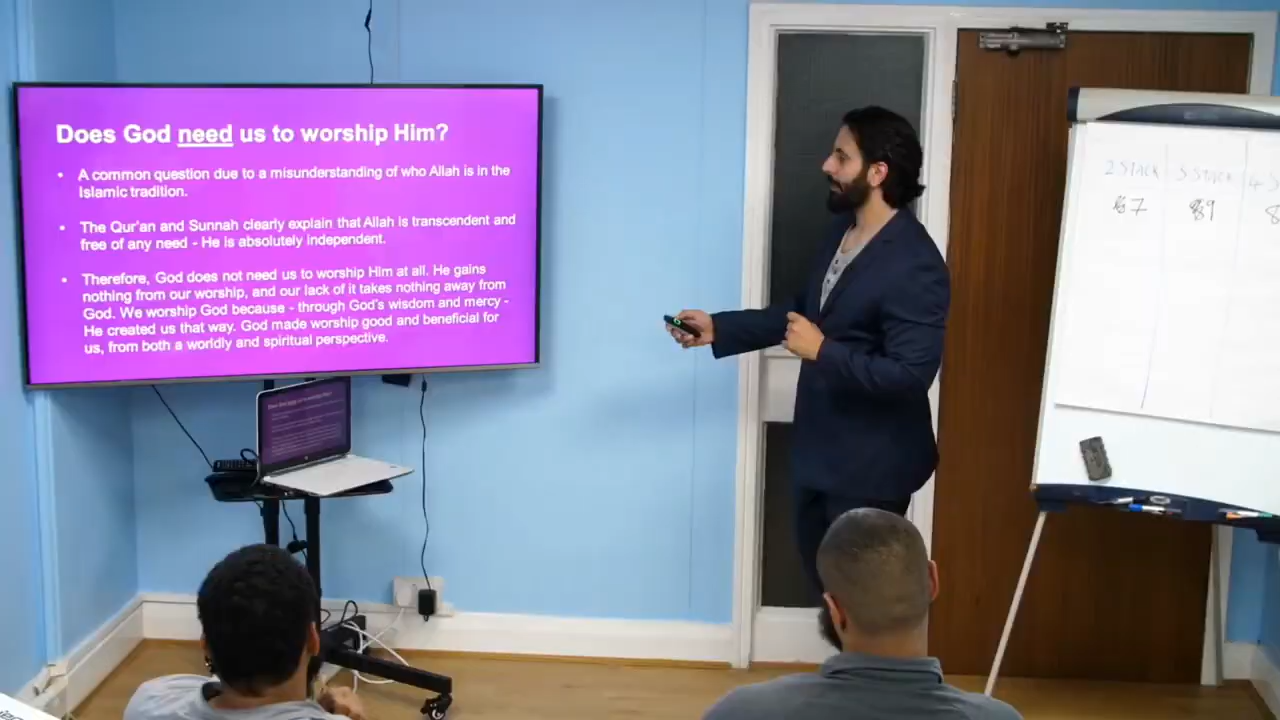 Does God need us to worship Him?
• A common question due to a misunderstanding of who Allah is in the
Islamic tradition.
• The Qur'an and Sunnah clearly explain that Allah is transcendent and
free of any need - He is absolutely independent.
• Therefore, God does not need us to worship Him at all. He gains
nothing from our worship, and our lack of it takes nothing away from
God. We worship God because - through God's wisdom and mercy -
He created us that way. God made worship good and beneficial for
us, from both a worldly and spiritual perspective.
2 STACK 3 STACK 4